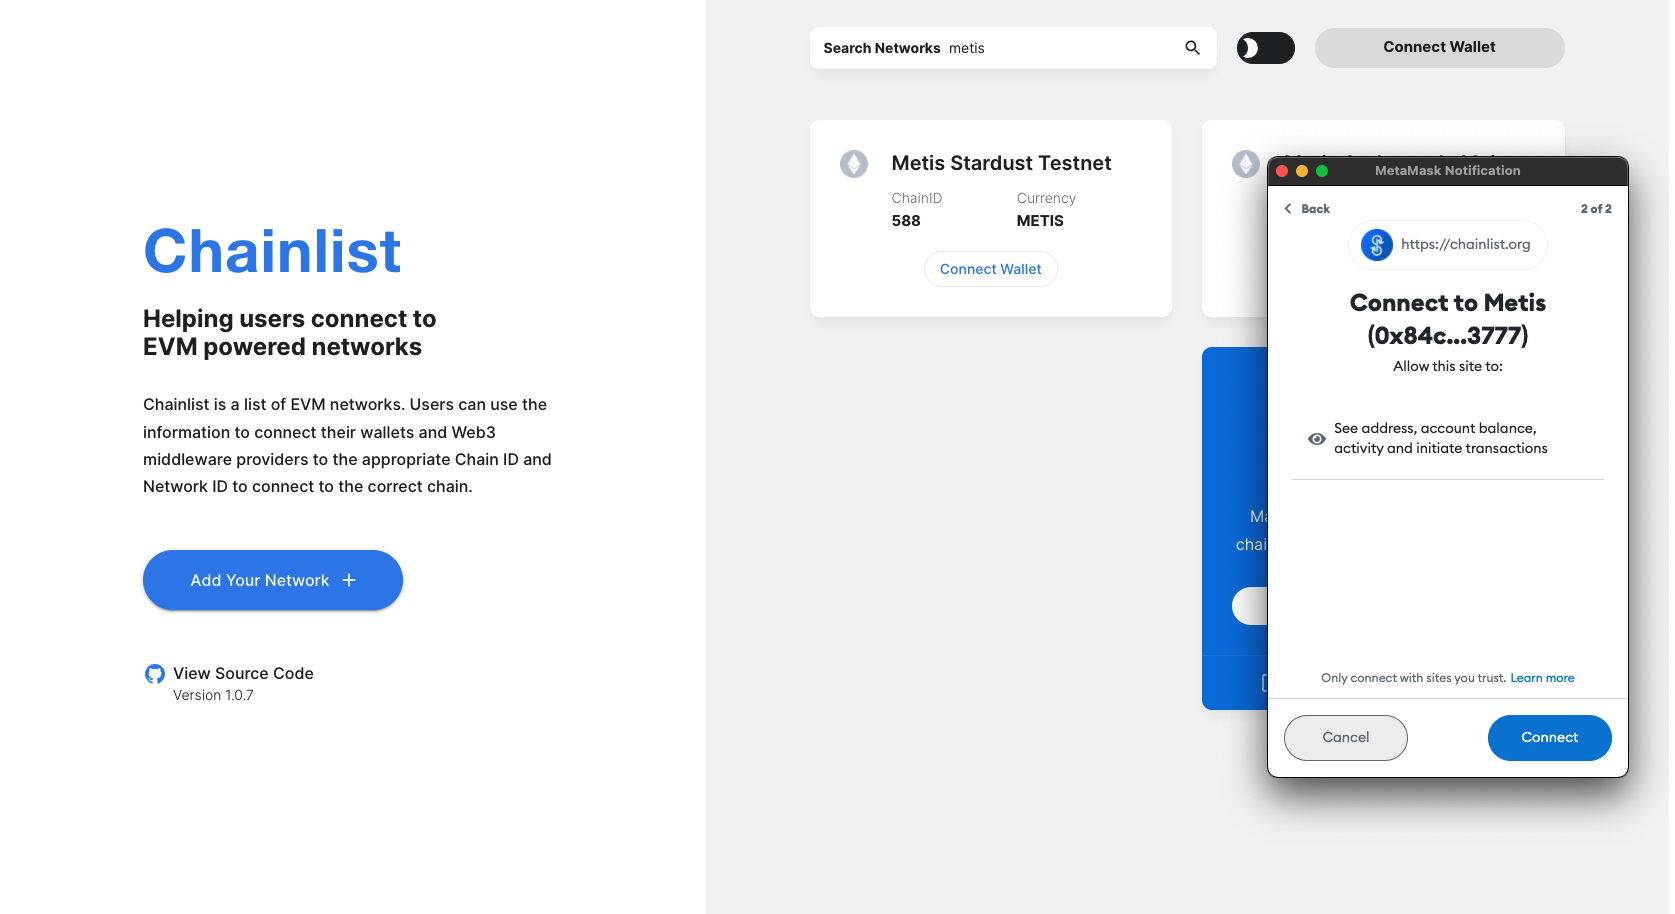 Search Networks metis
Connect Wallet
Metis Stardust Testnet
ChainID
Currency
588
METIS
Connect Wallet
Chainlist
Helping users connect to
EVM powered networks
Chainlist is a list of EVM networks. Users can use the
information to connect their wallets and Web3
middleware providers to the appropriate Chain ID and
Network ID to connect to the correct chain.
Add Your Network +
View Source Code
Version 1.0.7
chai
MetaMask Notification
Back
2 of 2
https://chainlist.org
Connect to Metis
(0x84c...3777)
Allow this site to:
See address, account balance,
activity and initiate transactions
Only connect with sites you trust. Learn more
Cancel
Connect